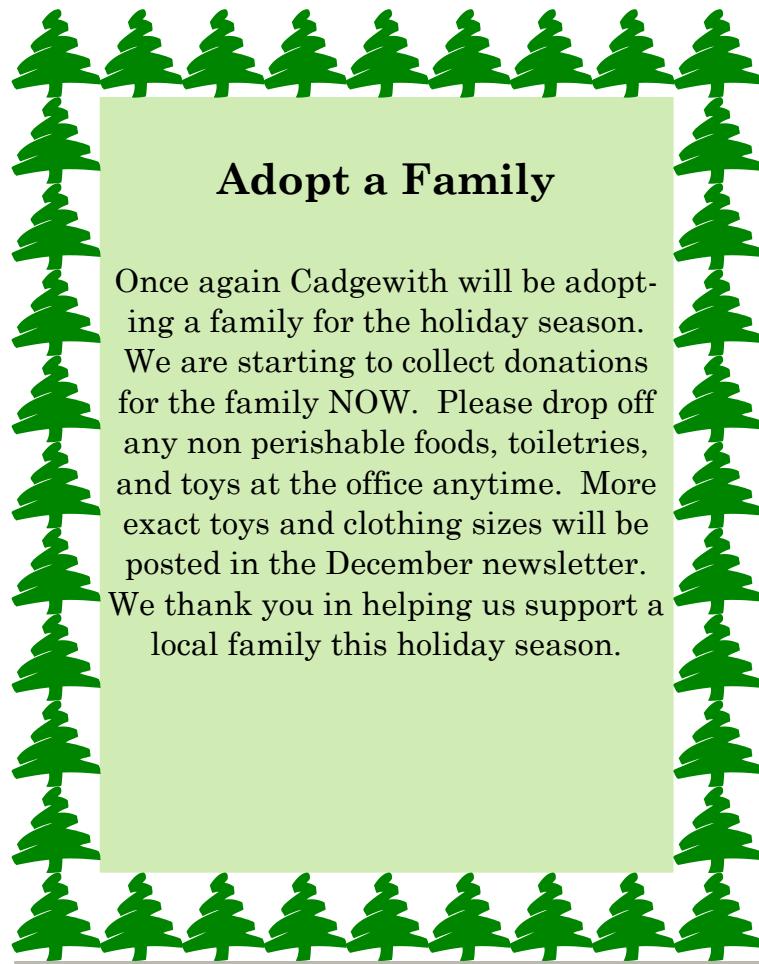 Adopt a Family
Once again Cadgewith will be adopt-
ing a family for the holiday season.
We are starting to collect donations
for the family NOW.  Please drop off
any non perishable foods, toiletries,
and toys at the office anytime.  More
exact toys and clothing sizes will be
posted in the December newsletter.
We thank you in helping us support a
local family this holiday season.